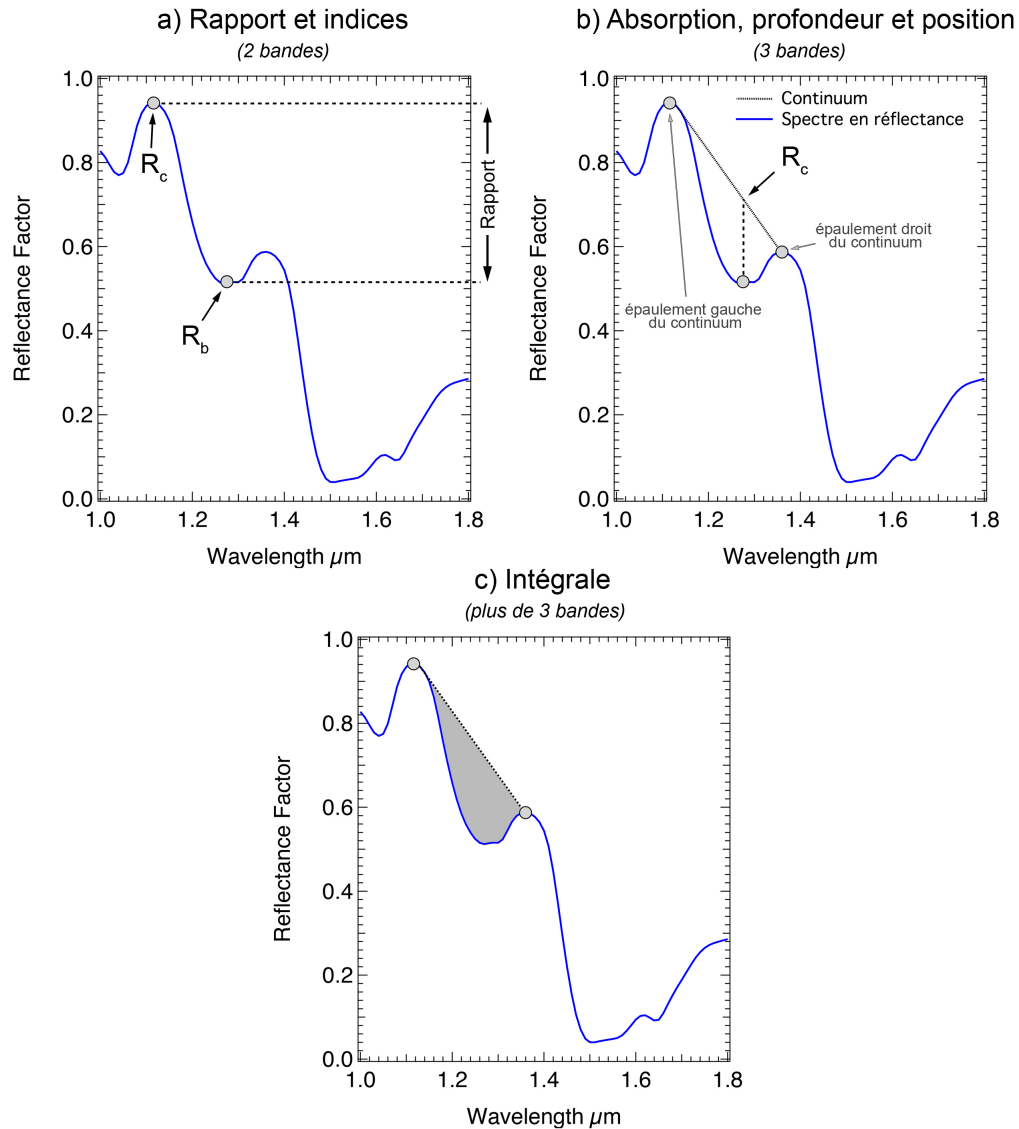 a) Rapport et indices
(2 bandes)
1.0
0.8
0.6
0.4
0.2
0.0
Reflectance Factor
Rc
Rb
Rapport
1.0 1.2 1.4 1.6 1.8
Wavelength µm
b) Absorption, profondeur et position
(3 bandes)
1.0
0.8
0.6
0.4
0.2
0.0
Reflectance Factor
Continuum
Spectre en réflectance
Rc
épaulement droit
du continuum
épaulement gauche
du continuum
1.0 1.2 1.4 1.6 1.8
Wavelength µm
c) Intégrale
(plus de 3 bandes)
1.0
0.8
0.6
0.4
0.2
0.0
Reflectance Factor
1.0 1.2 1.4 1.6 1.8
Wavelength µm